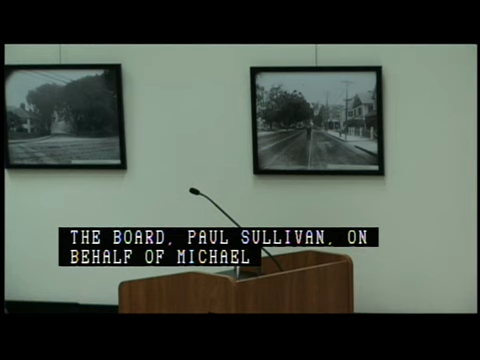 THE BOARD, PAUL SULLIVAN, ON
BEHALF OF MICHAEL